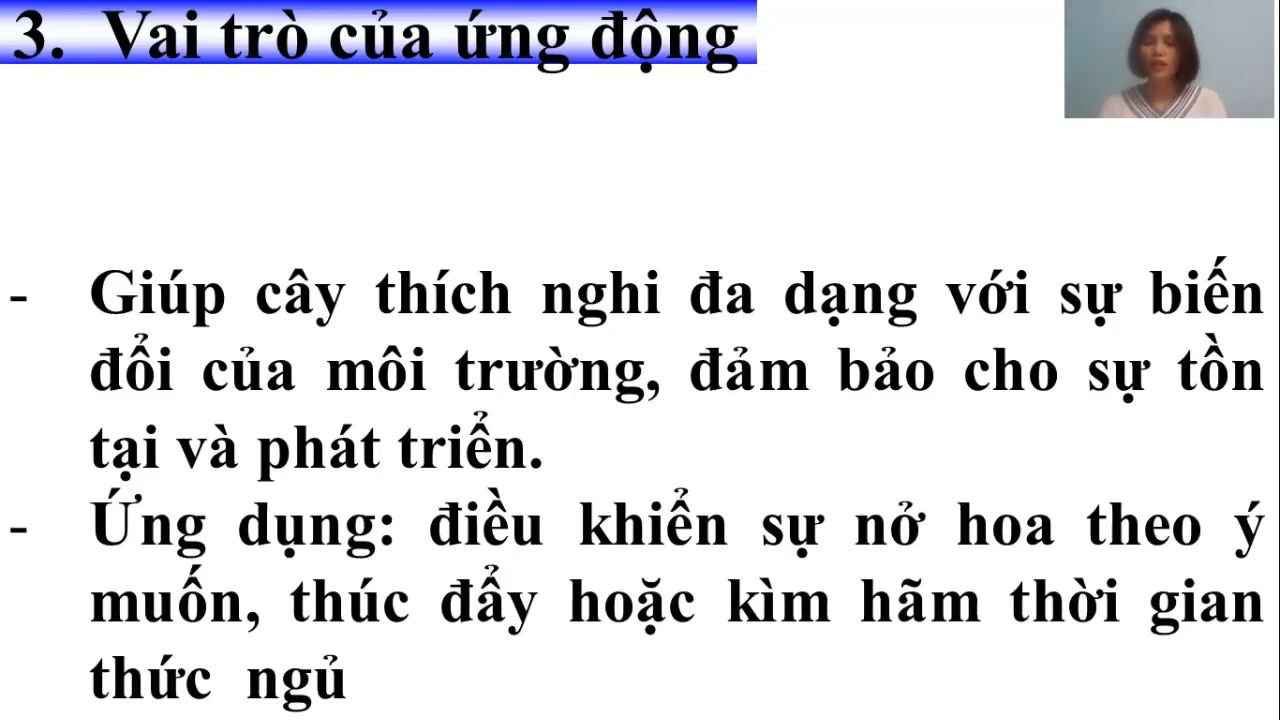 3. Vai trò của ứng động
- Giúp cây thích nghi đa dạng với sự biến
đổi của môi trường, đảm bảo cho sự tồn
tại và phát triển.
- Ứng dụng: điều khiển sự nở hoa theo ý
muốn, thúc đẩy hoặc kìm hãm thời gian
thức ngủ